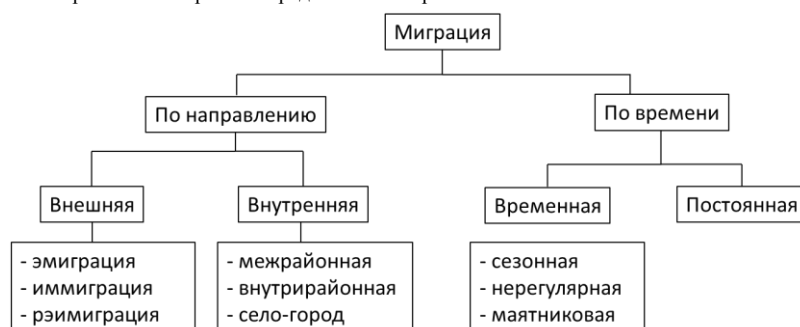 Миграция
По направлению
По времени
Внешняя
Внутренняя
Временная
Постоянная
- эмиграция
- иммиграция
- рэимиграция
- межрайонная
- внутрирайонная
- село-город
- сезонная
- нерегулярная
- маятниковая